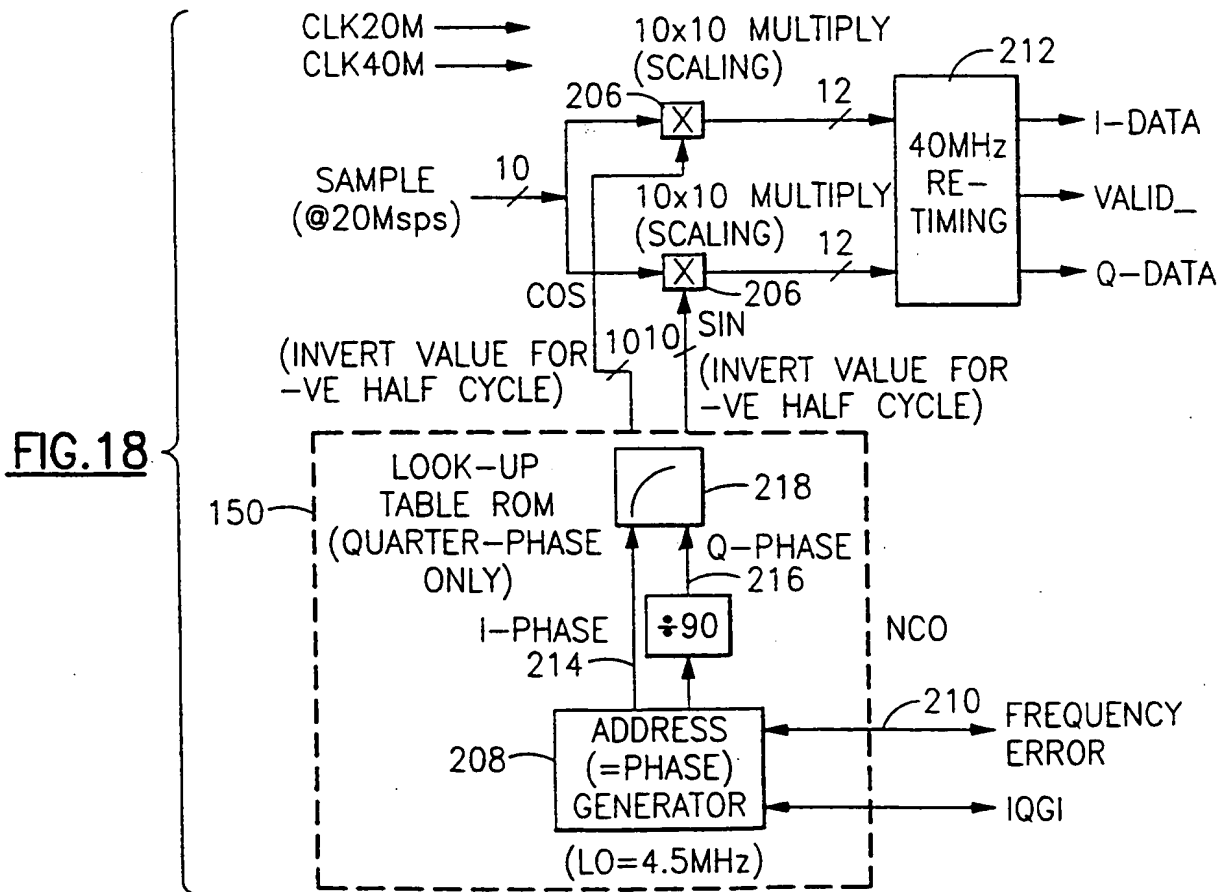 CLK20M
CLK40M
10x10 MULTIPLY
(SCALING)
212
206
X
12
I-DATA
SAMPLE
(@20Msps)
10
40MHz
RE-
TIMING
VALID_
10x10 MULTIPLY
(SCALING)
12
X
Q-DATA
COS
206
SIN
10
10
(INVERT VALUE FOR
-VE HALF CYCLE)
(INVERT VALUE FOR
-VE HALF CYCLE)
FIG.18
150
LOOK-UP
TABLE ROM
(QUARTER-PHASE
ONLY)
218
Q-PHASE
216
÷90
I-PHASE
214
NCO
208
ADDRESS
(=PHASE)
GENERATOR
210
FREQUENCY
ERROR
IQGI
(LO=4.5MHz)